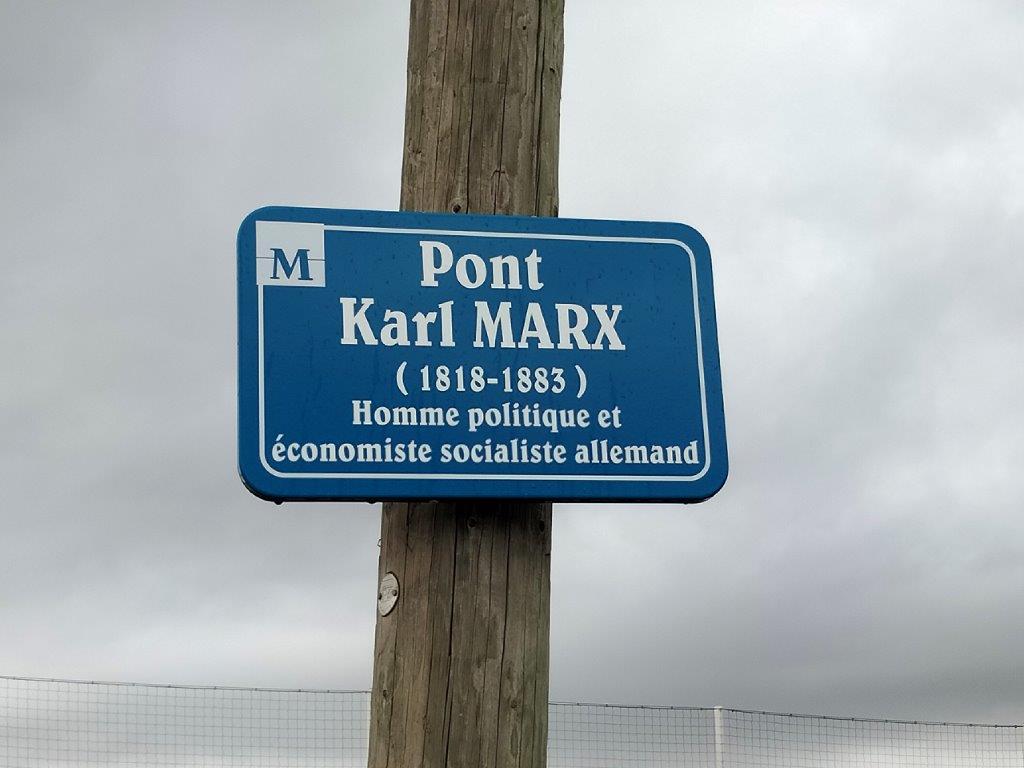 M
Pont
Karl MARX
( 1818-1883 )
Homme politique et
économiste socialiste allemand